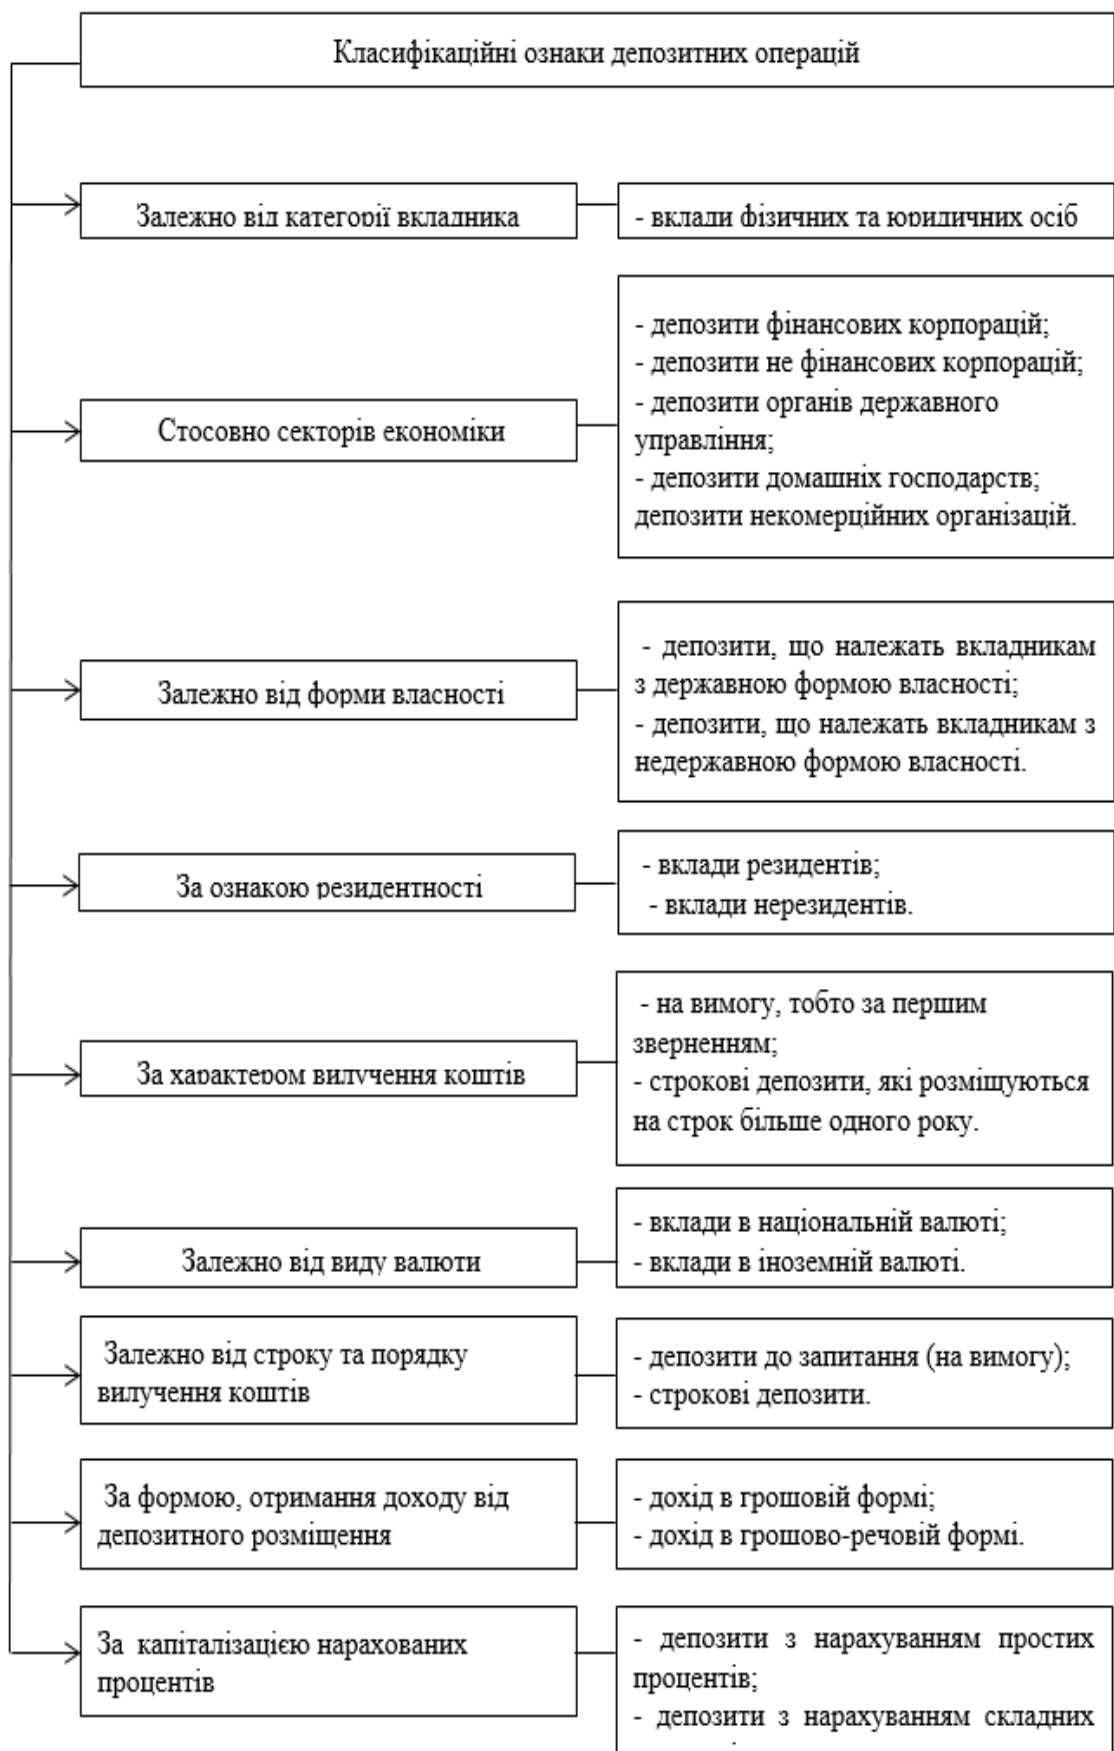 Класифікаційні ознаки депозитних операцій
Залежно від категорії вкладника
- вклади фізичних та юридичних осіб
Стосовно секторів економіки
- депозити фінансових корпорацій;
- депозити не фінансових корпорацій;
- депозити органів державного
управління;
- депозити домашніх господарств;
депозити некомерційних організацій.
Залежно від форми власності
- депозити, що належать вкладникам
з державною формою власності;
- депозити, що належать вкладникам з
недержавною формою власності.
За ознакою резидентності
- вклади резидентів;
- вклади нерезидентів.
За характером вилучення коштів
- на вимогу, тобто за першим
зверненням;
- строкові депозити, які розміщуються
на строк більше одного року.
Залежно від виду валюти
- вклади в національній валюті;
- вклади в іноземній валюті.
Залежно від строку та порядку
вилучення коштів
- депозити до запитання (на вимогу);
- строкові депозити.
За формою, отримання доходу від
депозитного розміщення
- дохід в грошовій формі;
- дохід в грошово-речовій формі.
За капіталізацією нарахованих
процентів
- депозити з нарахуванням простих
процентів;
- депозити з нарахуванням складних